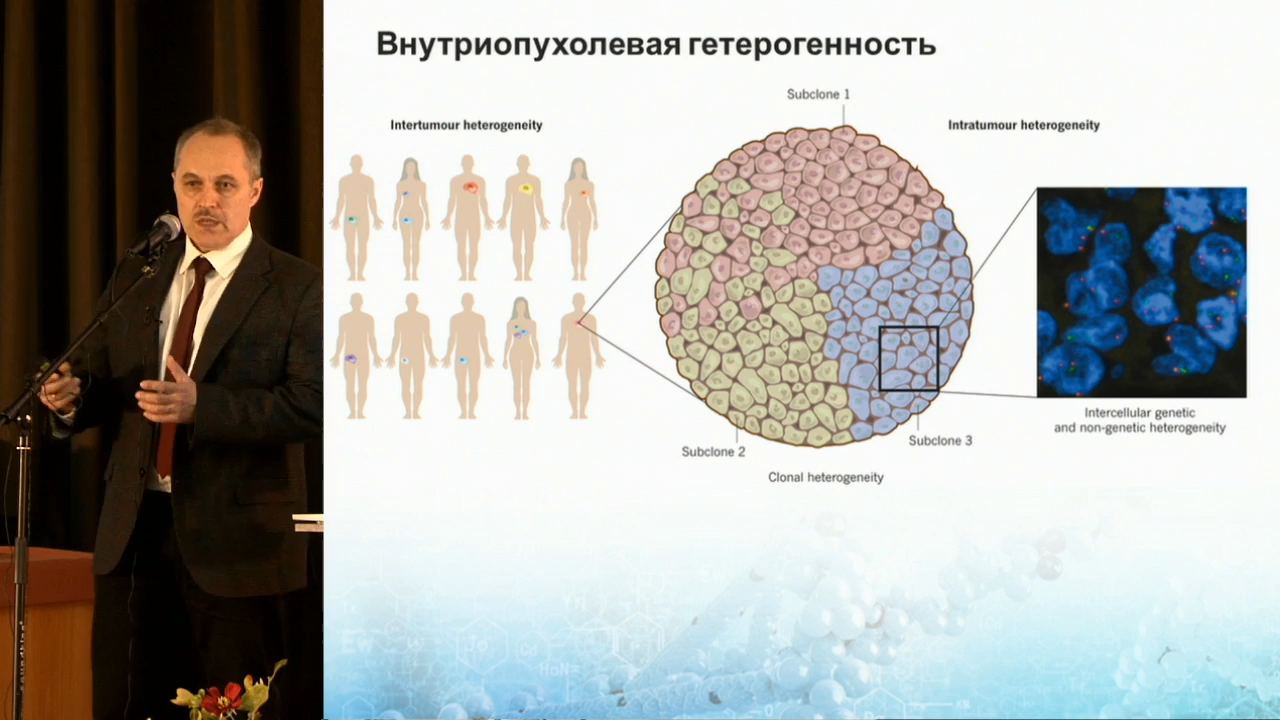 Внутриопухолевая гетерогенность
Subclone 1
Intertumour heterogeneity
Intratumour heterogeneity
Subclone 2
Subclone 3
Clonal heterogeneity
Intercellular genetic
and non-genetic heterogeneity